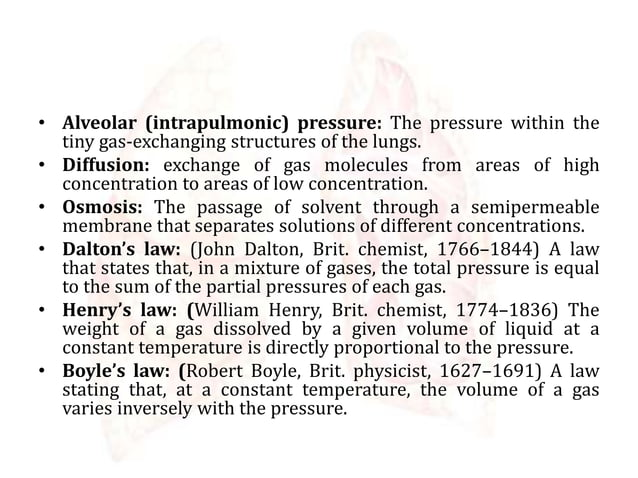 • Alveolar (intrapulmonic) pressure: The pressure within the
tiny gas-exchanging structures of the lungs.
• Diffusion: exchange of gas molecules from areas of high
concentration to areas of low concentration.
• Osmosis: The passage of solvent through a semipermeable
membrane that separates solutions of different concentrations.
• Dalton’s law: (John Dalton, Brit. chemist, 1766–1844) A law
that states that, in a mixture of gases, the total pressure is equal
to the sum of the partial pressures of each gas.
• Henry’s law: (William Henry, Brit. chemist, 1774–1836) The
weight of a gas dissolved by a given volume of liquid at a
constant temperature is directly proportional to the pressure.
• Boyle’s law: (Robert Boyle, Brit. physicist, 1627–1691) A law
stating that, at a constant temperature, the volume of a gas
varies inversely with the pressure.